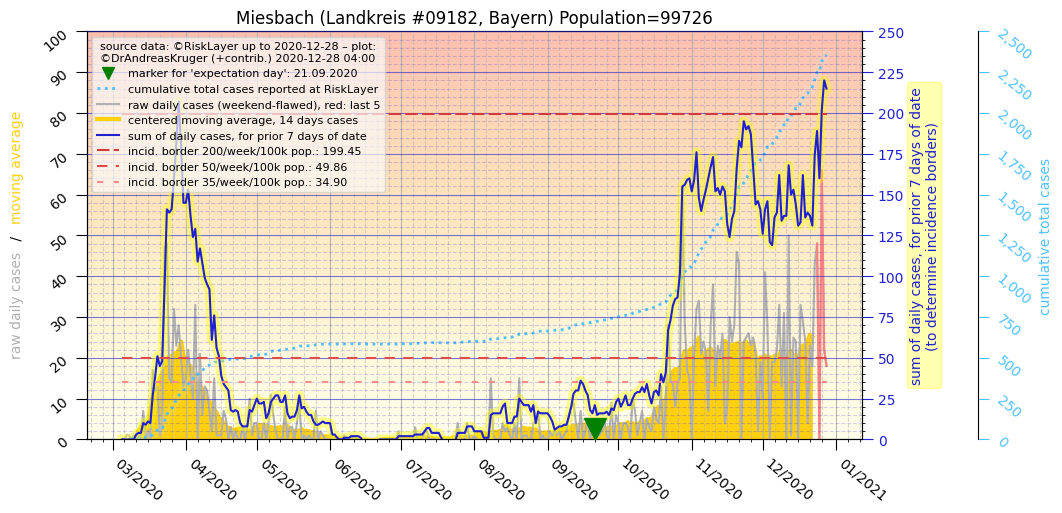 Miesbach (Landkreis #09182, Bayern) Population=99726
source data: ©RiskLayer up to 2020-12-28 – plot:
©DrAndreasKruger (+contrib.) 2020-12-28 04:00
marker for 'expectation day': 21.09.2020
cumulative total cases reported at RiskLayer
raw daily cases (weekend-flawed), red: last 5
centered moving average, 14 days cases
sum of daily cases, for prior 7 days of date
incid. border 200/week/100k pop.: 199.45
incid. border 50/week/100k pop.: 49.86
incid. border 35/week/100k pop.: 34.90
raw daily cases / moving average
100
90
80
70
60
50
40
30
20
10
0
250
225
200
175
150
125
100
75
50
25
0
sum of daily cases, for prior 7 days of date
(to determine incidence borders)
2,500
2,250
2,000
1,750
1,500
1,250
1,000
750
500
250
0
cumulative total cases
03/2020
04/2020
05/2020
06/2020
07/2020
08/2020
09/2020
10/2020
11/2020
12/2020
01/2021